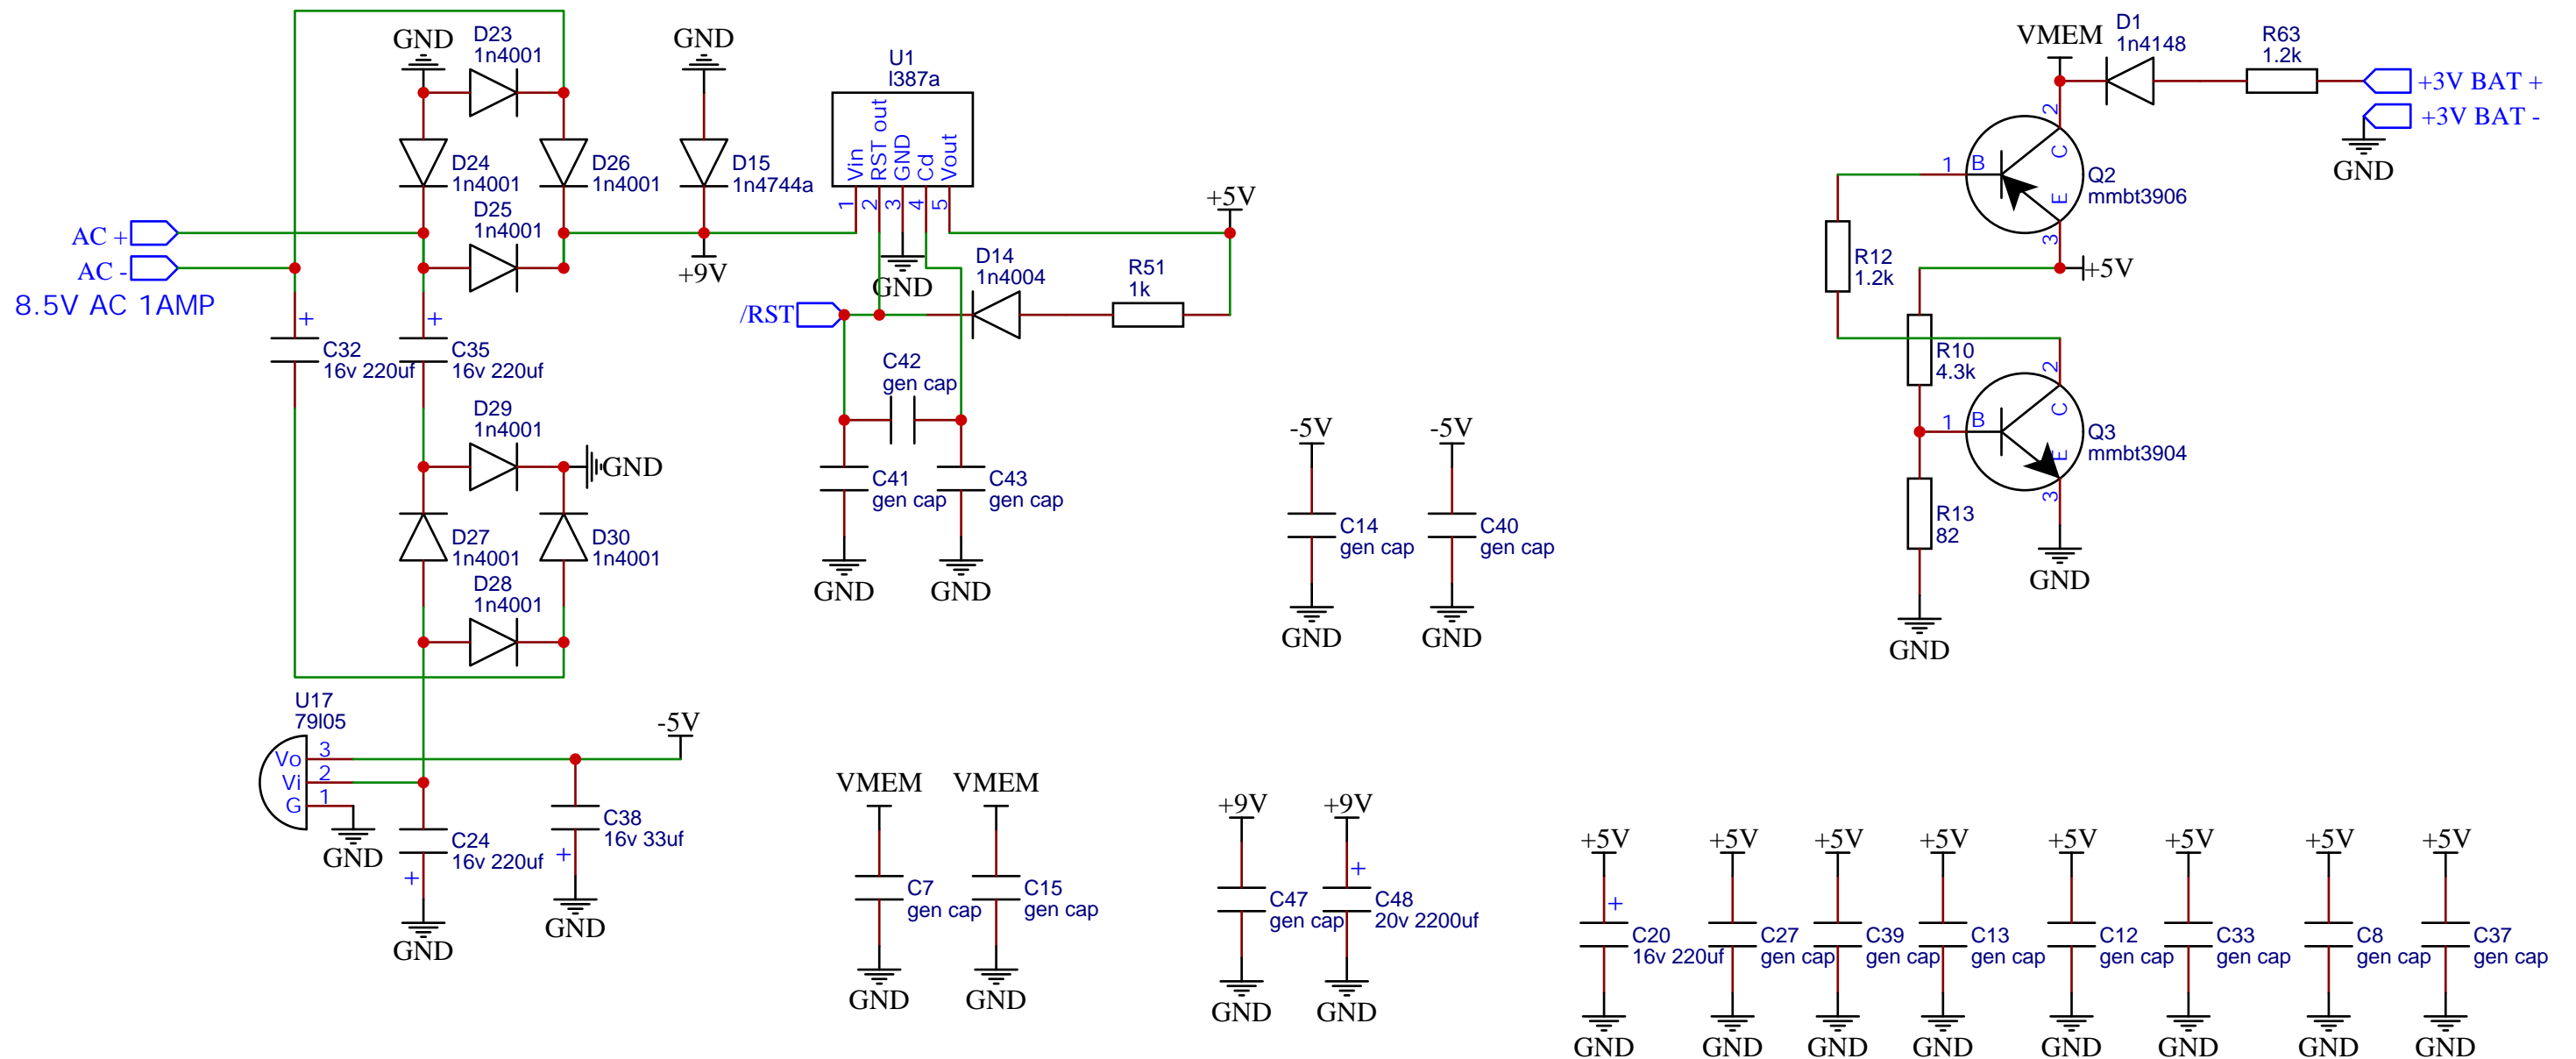 GND
D23
1n4001
D24
1n4001
D26
1n4001
D25
1n4001
AC +
AC -
8.5V AC 1AMP
GND
D15
1n4744a
+9V
U1
l387a
Vin
RST out
GND
Cd
Vout
1
2
3
4
5
GND
+5V
D14
1n4004
R51
1k
/RST
+
C32
16v 220uf
+
C35
16v 220uf
C42
gen cap
C41
gen cap
C43
gen cap
GND
GND
D29
1n4001
GND
D27
1n4001
D30
1n4001
D28
1n4001
U17
79l05
Vo
Vi
G
3
2
1
GND
-5V
C24
16v 220uf
+
GND
C38
16v 33uf
+
GND
-5V
C14
gen cap
GND
-5V
C40
gen cap
GND
VMEM
D1
1n4148
R63
1.2k
+3V BAT +
+3V BAT -
GND
2
C
1
B
E
3
Q2
mmbt3906
R12
1.2k
+5V
R10
4.3k
2
C
1
B
E
3
Q3
mmbt3904
R13
82
GND
GND
VMEM
C7
gen cap
GND
VMEM
C15
gen cap
GND
+9V
C47
gen cap
GND
+9V
+
C48
20v 2200uf
GND
+5V
+
C20
16v 220uf
GND
+5V
C27
gen cap
GND
+5V
C39
gen cap
GND
+5V
C13
gen cap
GND
+5V
C12
gen cap
GND
+5V
C33
gen cap
GND
+5V
C8
gen cap
GND
+5V
C37
gen cap
GND